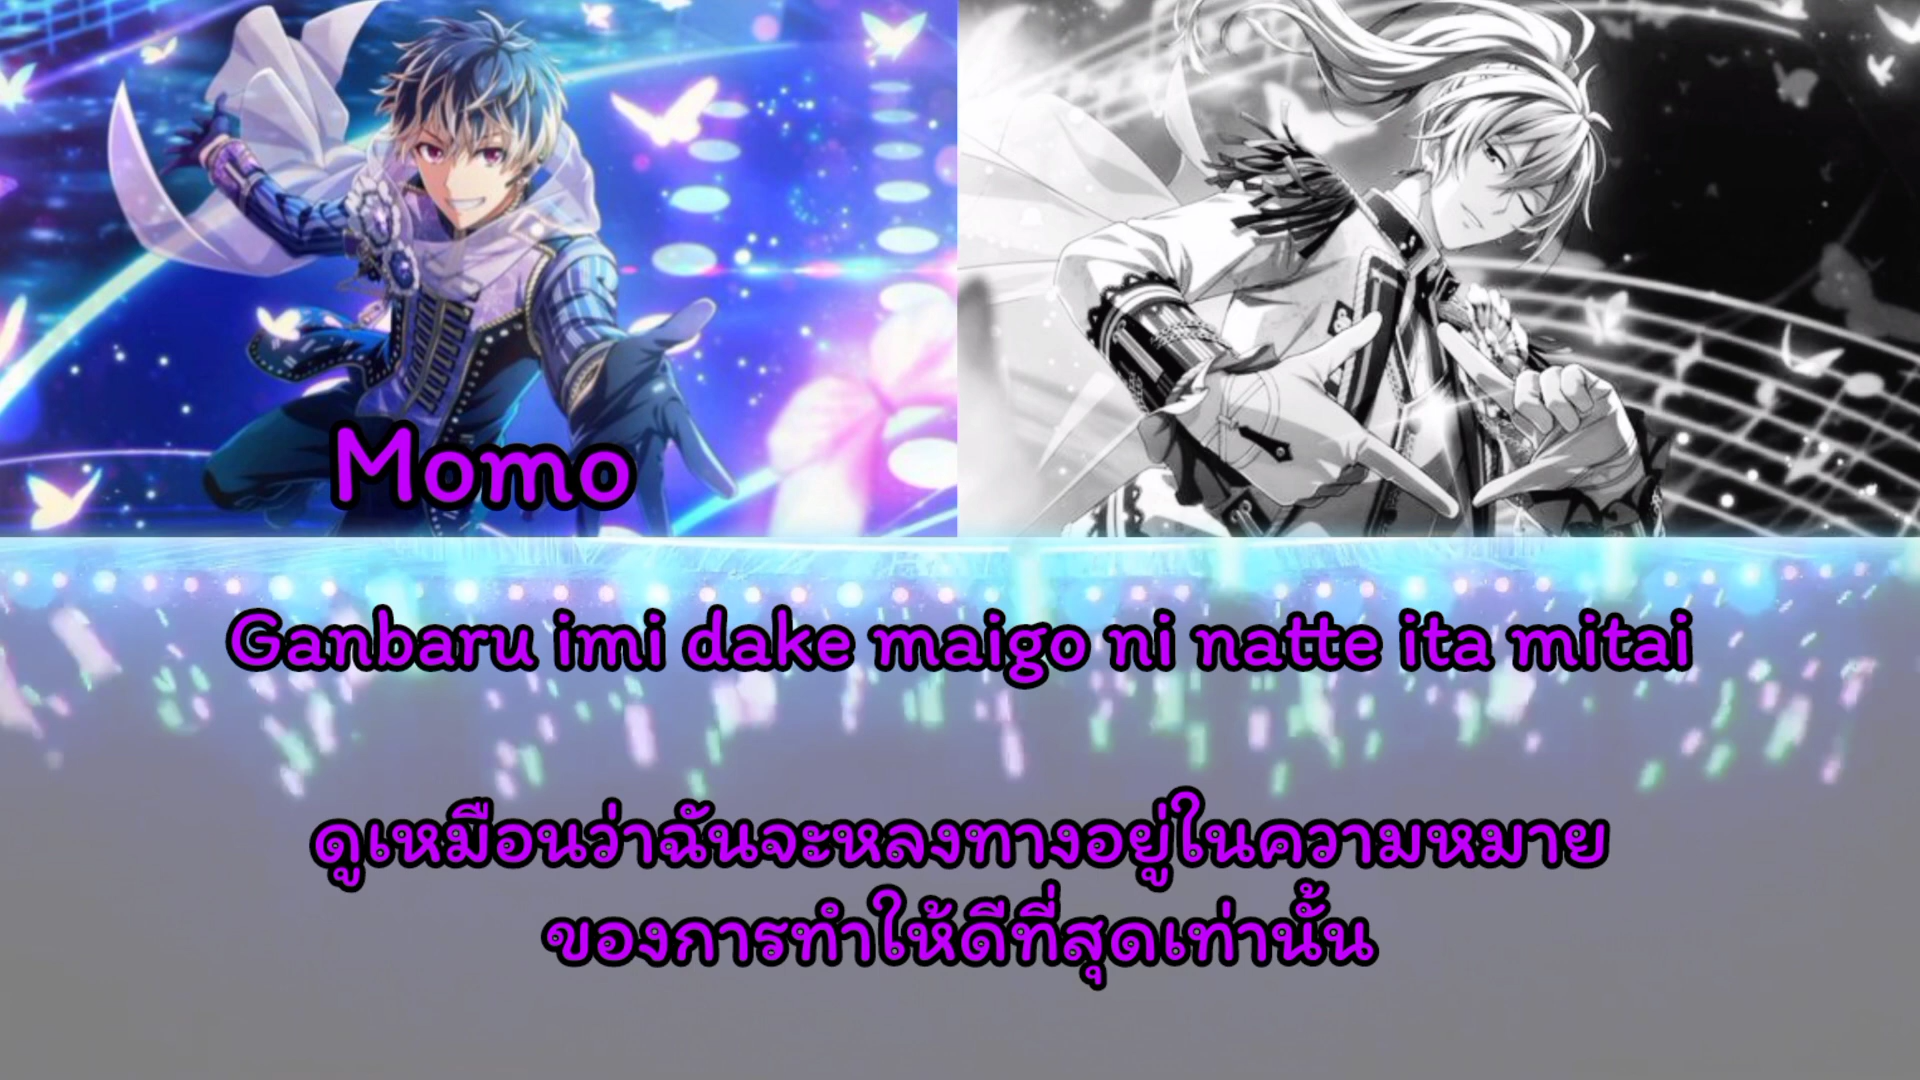 Momo
Ganbaru imi dake maigo ni natte ita mitai
ดูเหมือนว่าฉันจะหลงทางอยู่ในความหมาย
ของการทำให้ดีที่สุดเท่านั้น